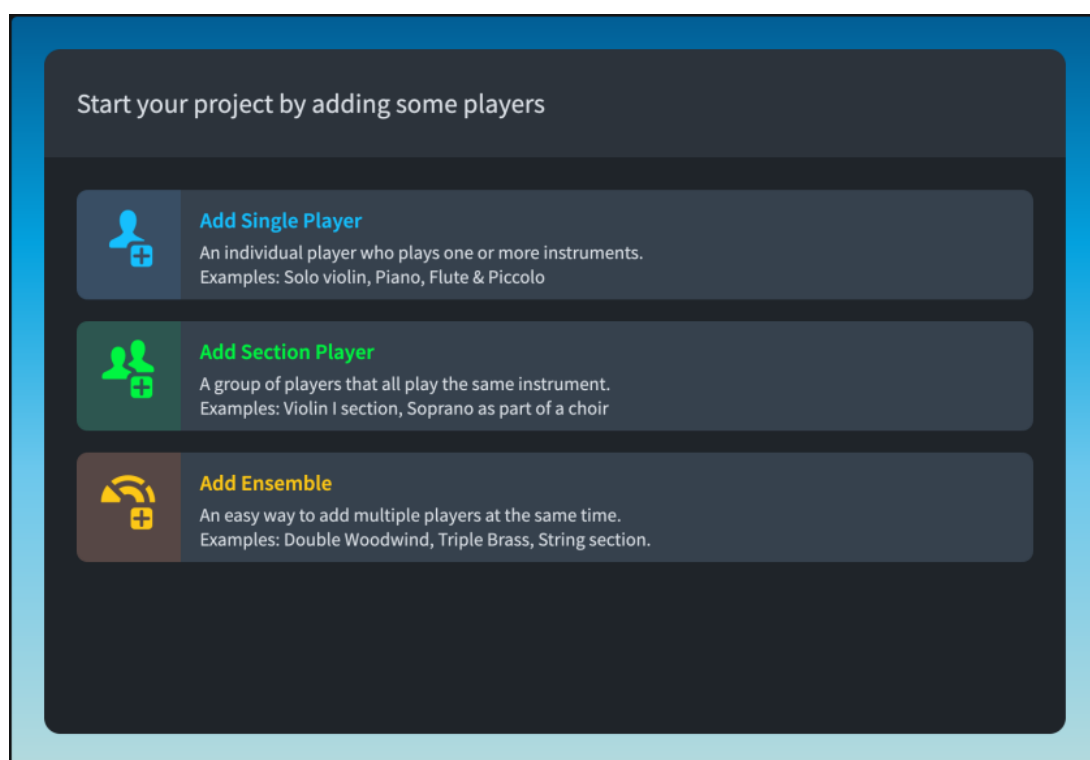 Start your project by adding some players
Add Single Player
An individual player who plays one or more instruments.
Examples: Solo violin, Piano, Flute & Piccolo
Add Section Player
A group of players that all play the same instrument.
Examples: Violin I section, Soprano as part of a choir
Add Ensemble
An easy way to add multiple players at the same time.
Examples: Double Woodwind, Triple Brass, String section.